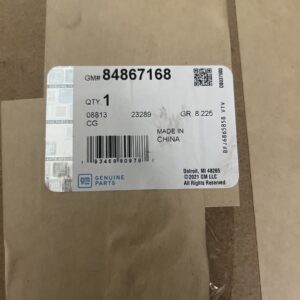 GM# 84867168
QTY 1
08813 23289 GR 8.225
CG
MADE IN
CHINA
gm GENUINE
PARTS
Detroit, MI 48265
©2021 GM LLC
All Rights Reserved.